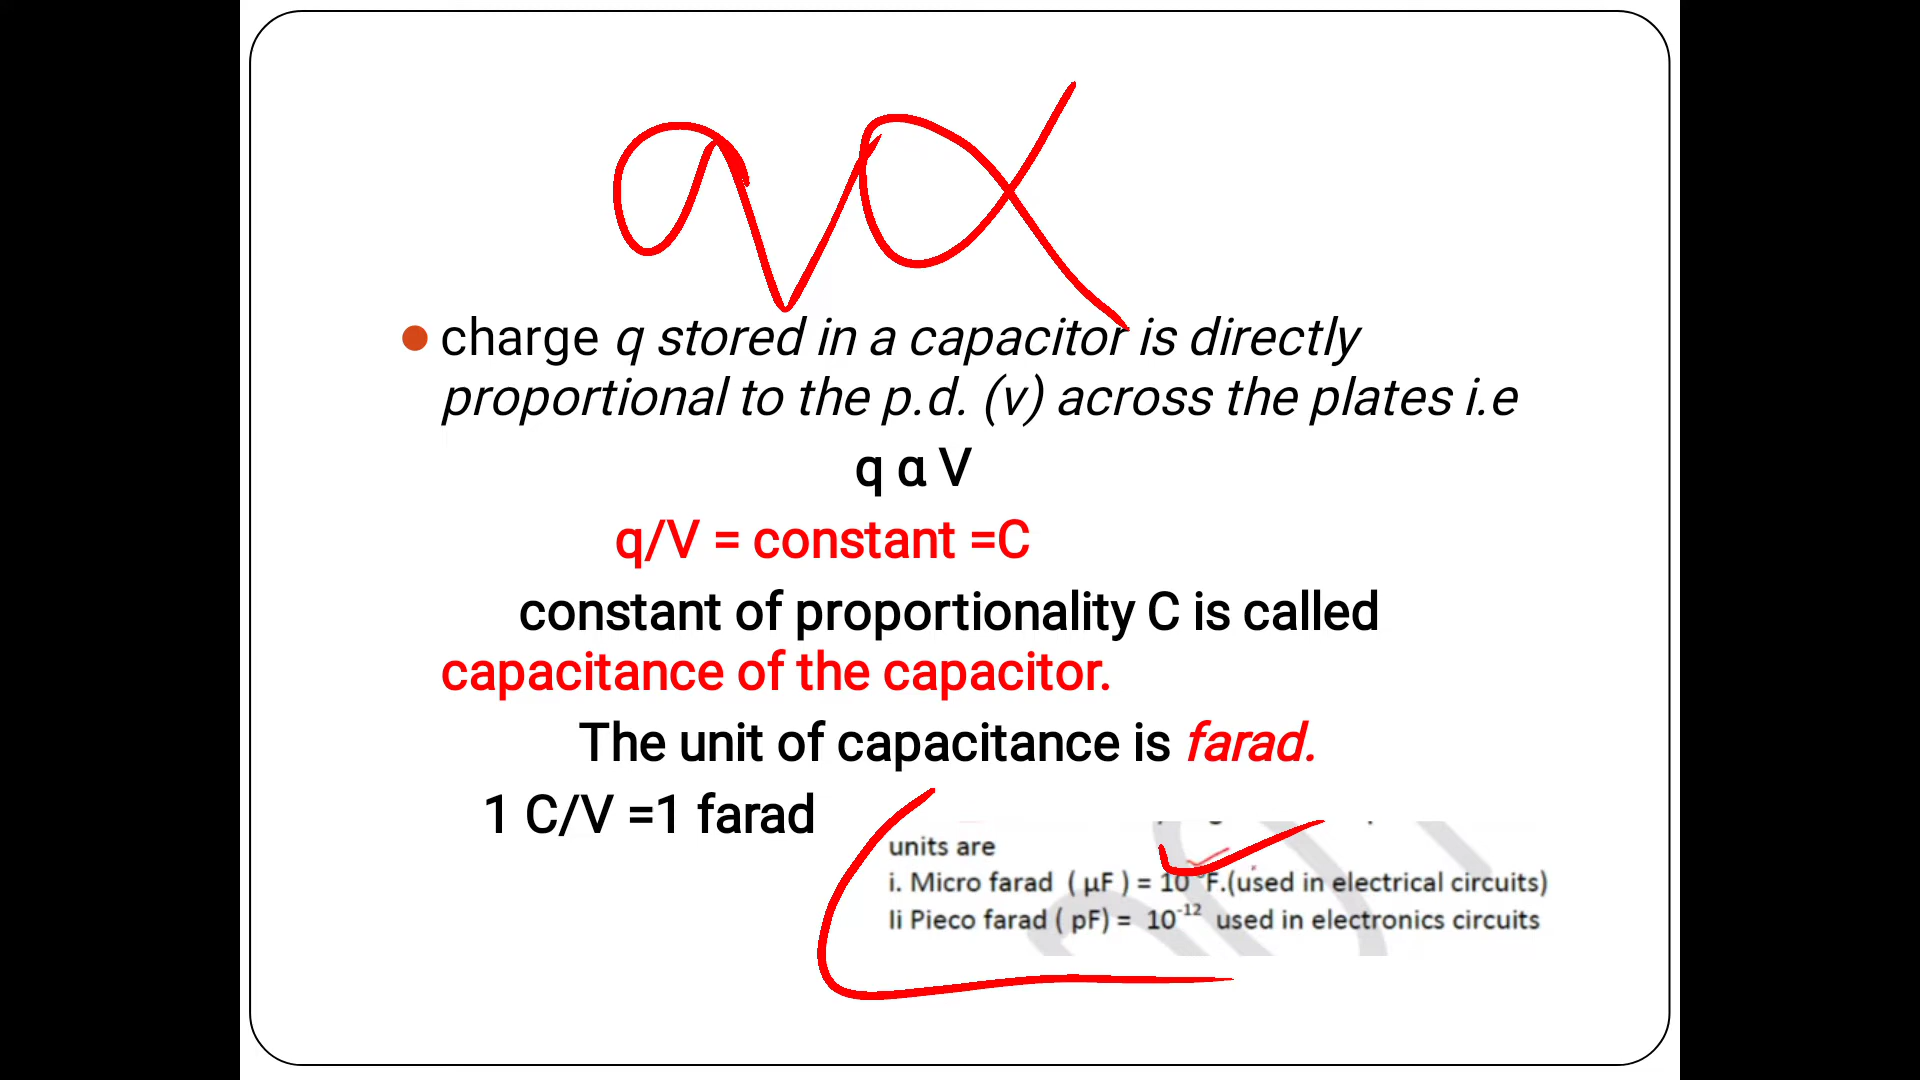 q α
charge q stored in a capacitor is directly
proportional to the p.d. (v) across the plates i.e
q α V
q/V = constant =C
constant of proportionality C is called
capacitance of the capacitor.
The unit of capacitance is farad.
1 C/V =1 farad
units are
i. Micro farad ( µF ) = 10 F.(used in electrical circuits)
Ii Pieco farad ( pF) = 10⁻¹² used in electronics circuits